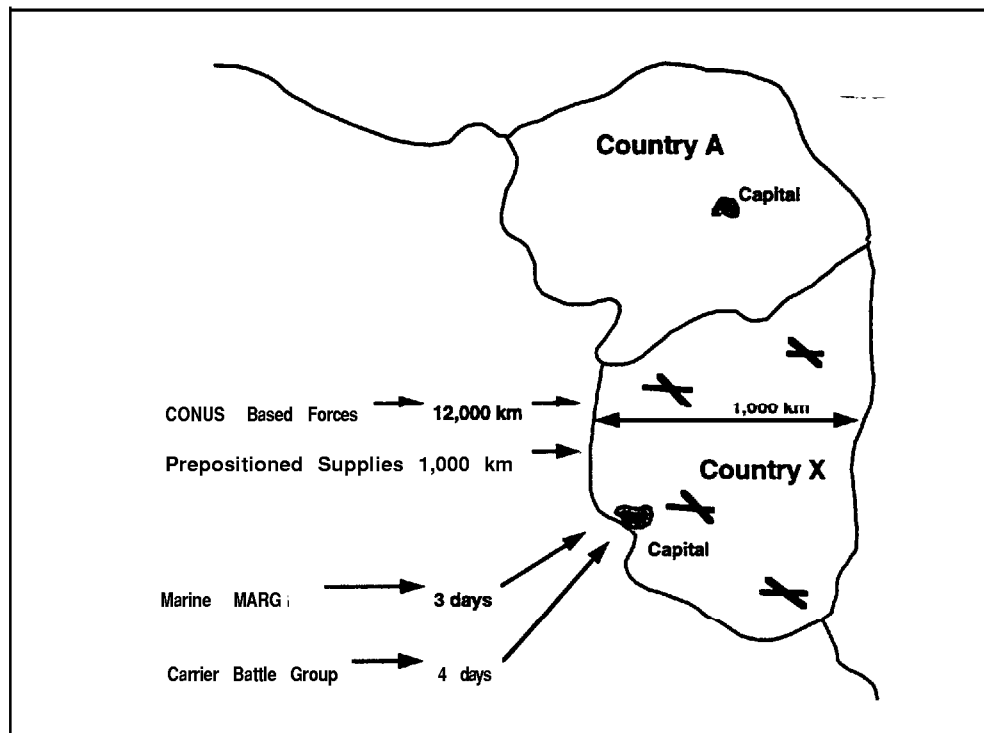 Country A
Capital
CONUS Based Forces 12,000 km
1,000 km
Prepositioned Supplies 1,000 km
Country X
Capital
Marine MARG 3 days
Carrier Battle Group 4 days